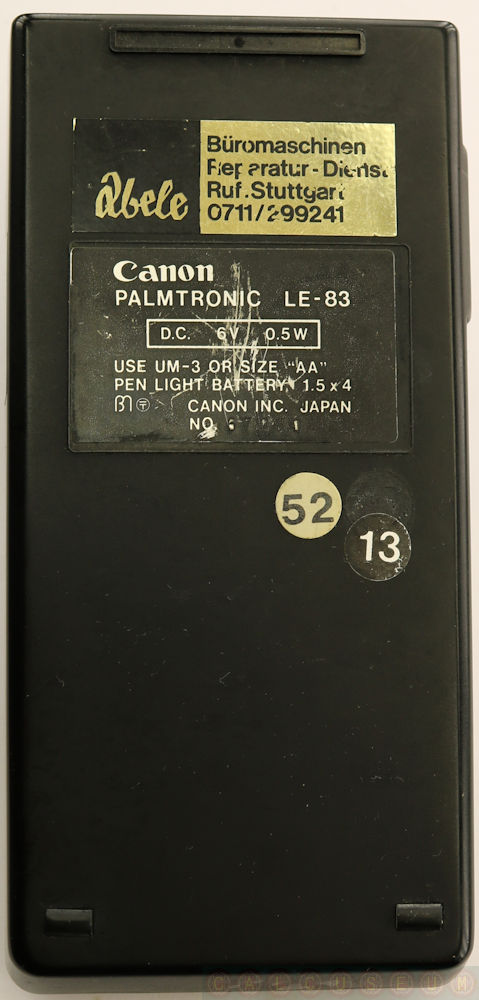 Abele
Büromaschinen
Reparatur-Dienst
Ruf. Stuttgart
0711/299241
Canon
PALMTRONIC LE-83
D.C. 6V 0.5W
USE UM-3 OR SIZE "AA"
PEN LIGHT BATTERY, 1.5 x 4
CANON INC. JAPAN
NO.
52
13
CALCUSEUM